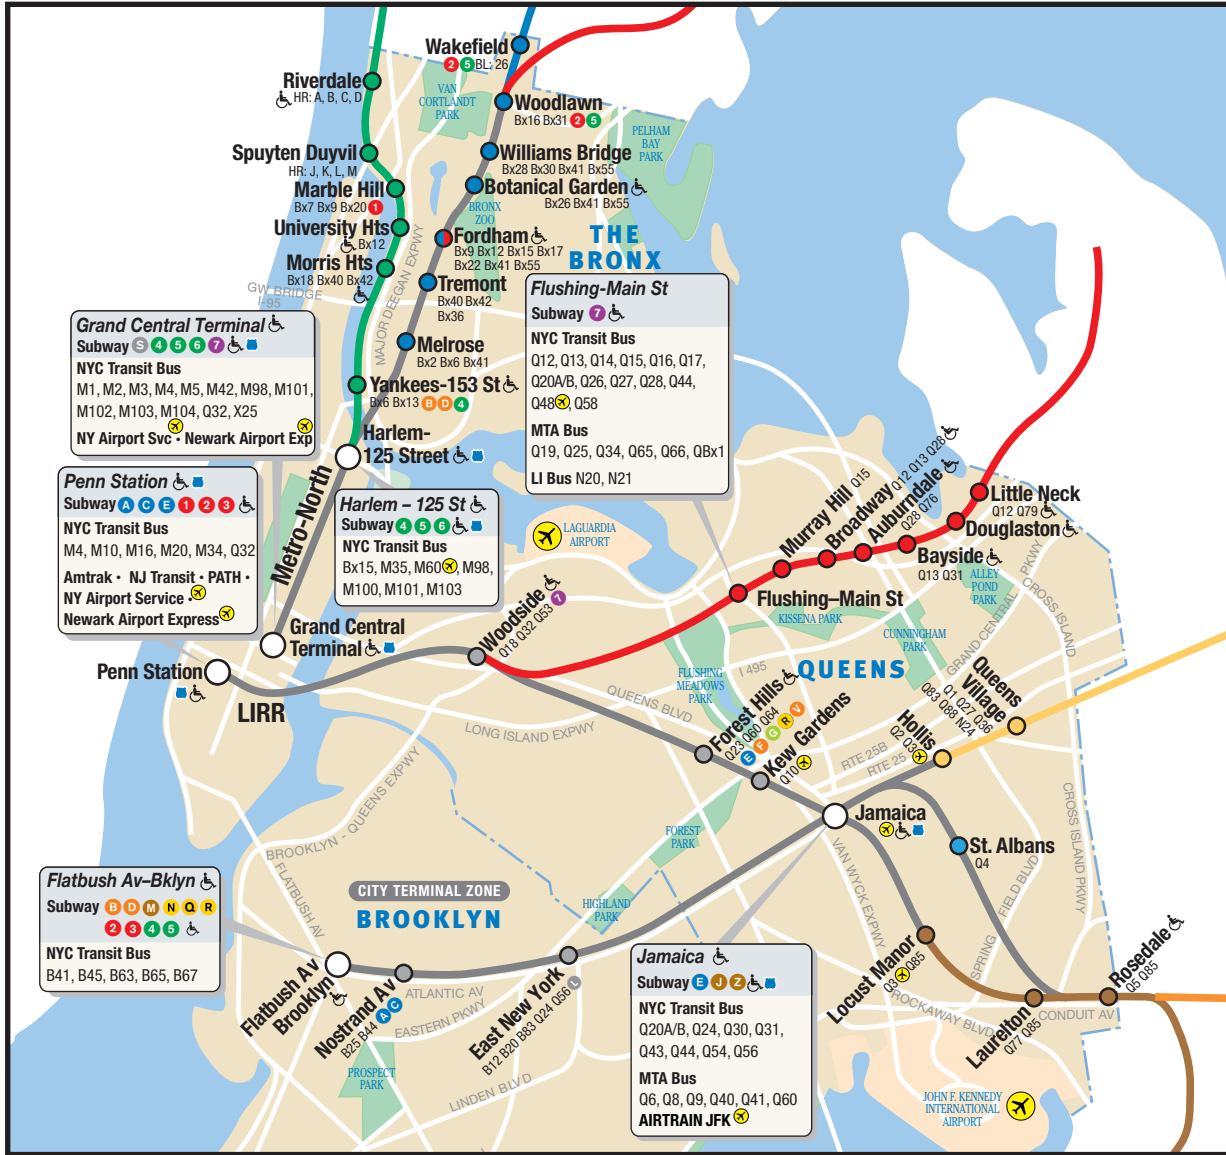 Wakefield
2 5 BL: 26
Riverdale
HR: A, B, C, D
VAN
CORTLANDT
PARK
Woodlawn
Bx16 Bx31 2 5
PELHAM
BAY
PARK
Spuyten Duyvil
HR: J, K, L, M
Williams Bridge
Bx28 Bx30 Bx41 Bx55
Marble Hill
Bx7 Bx9 Bx20 1
Botanical Garden
Bx26 Bx41 Bx55
BRONX
ZOO
University Hts
Bx12
Fordham
Bx9 Bx12 Bx15 Bx17
Bx22 Bx41 Bx55
THE
BRONX
Morris Hts
Bx18 Bx40 Bx42
GW BRIDGE
I-95
MAJOR DEEGAN EXPWY
Tremont
Bx40 Bx42
Bx36
Melrose
Bx2 Bx6 Bx41
Yankees-153 St
Bx6 Bx13 B D 4
Harlem-
125 Street
Metro-North
Grand Central Terminal
Subway S 4 5 6 7
NYC Transit Bus
M1, M2, M3, M4, M5, M42, M98, M101,
M102, M103, M104, Q32, X25
NY Airport Svc • Newark Airport Exp
Flushing-Main St
Subway 7
NYC Transit Bus
Q12, Q13, Q14, Q15, Q16, Q17,
Q20A/B, Q26, Q27, Q28, Q44,
Q48, Q58
MTA Bus
Q19, Q25, Q34, Q65, Q66, QBx1
LI Bus N20, N21
Penn Station
Subway A C E 1 2 3
NYC Transit Bus
M4, M10, M16, M20, M34, Q32
Amtrak • NJ Transit • PATH •
NY Airport Service •
Newark Airport Express
Harlem – 125 St
Subway 4 5 6
NYC Transit Bus
Bx15, M35, M60, M98,
M100, M101, M103
LAGUARDIA
AIRPORT
Grand Central
Terminal
Penn Station
LIRR
Woodside
Q18 Q32 Q53 7
Flushing–Main St
Murray Hill Q15
Broadway Q12 Q13 Q28
Auburndale
Q28 Q76
Bayside
Q13 Q31
Douglaston
Little Neck
Q12 Q79
ALLEY
POND
PARK
KISSENA PARK
CUNNINGHAM
PARK
FLUSHING
MEADOWS
PARK
I 495
QUEENS
GRAND CENTRAL PKWY
CROSS ISLAND
QUEENS BLVD
LONG ISLAND EXPWY
Forest Hills
Q23 Q60 Q64
E F G R V
Kew Gardens
Q10
Hollis
Q2 Q3
Queens
Village
Q1 Q27 Q36
Q83 Q88 N24
RTE 25B
RTE 25
CROSS ISLAND PKWY
BROOKLYN - QUEENS EXPWY
FOREST
PARK
Jamaica
St. Albans
Q4
FLATBUSH AV
CITY TERMINAL ZONE
BROOKLYN
HIGHLAND
PARK
VAN WYCK EXPWY
SPRING FIELD BLVD
Flatbush Av–Bklyn
Subway B D M N Q R
2 3 4 5
NYC Transit Bus
B41, B45, B63, B65, B67
Flatbush Av
Brooklyn
Nostrand Av
B25 B44 A C
ATLANTIC AV
EASTERN PKWY
East New York
B12 B20 B83 Q24 Q56 L
PROSPECT
PARK
LINDEN BLVD
Jamaica
Subway E J Z
NYC Transit Bus
Q20A/B, Q24, Q30, Q31,
Q43, Q44, Q54, Q56
MTA Bus
Q6, Q8, Q9, Q40, Q41, Q60
AIRTRAIN JFK
Locust Manor
Q3 Q85
ROCKAWAY BLVD
Laurelton
Q77 Q85
CONDUIT AV
Rosedale
Q5 Q85
JOHN F. KENNEDY
INTERNATIONAL
AIRPORT